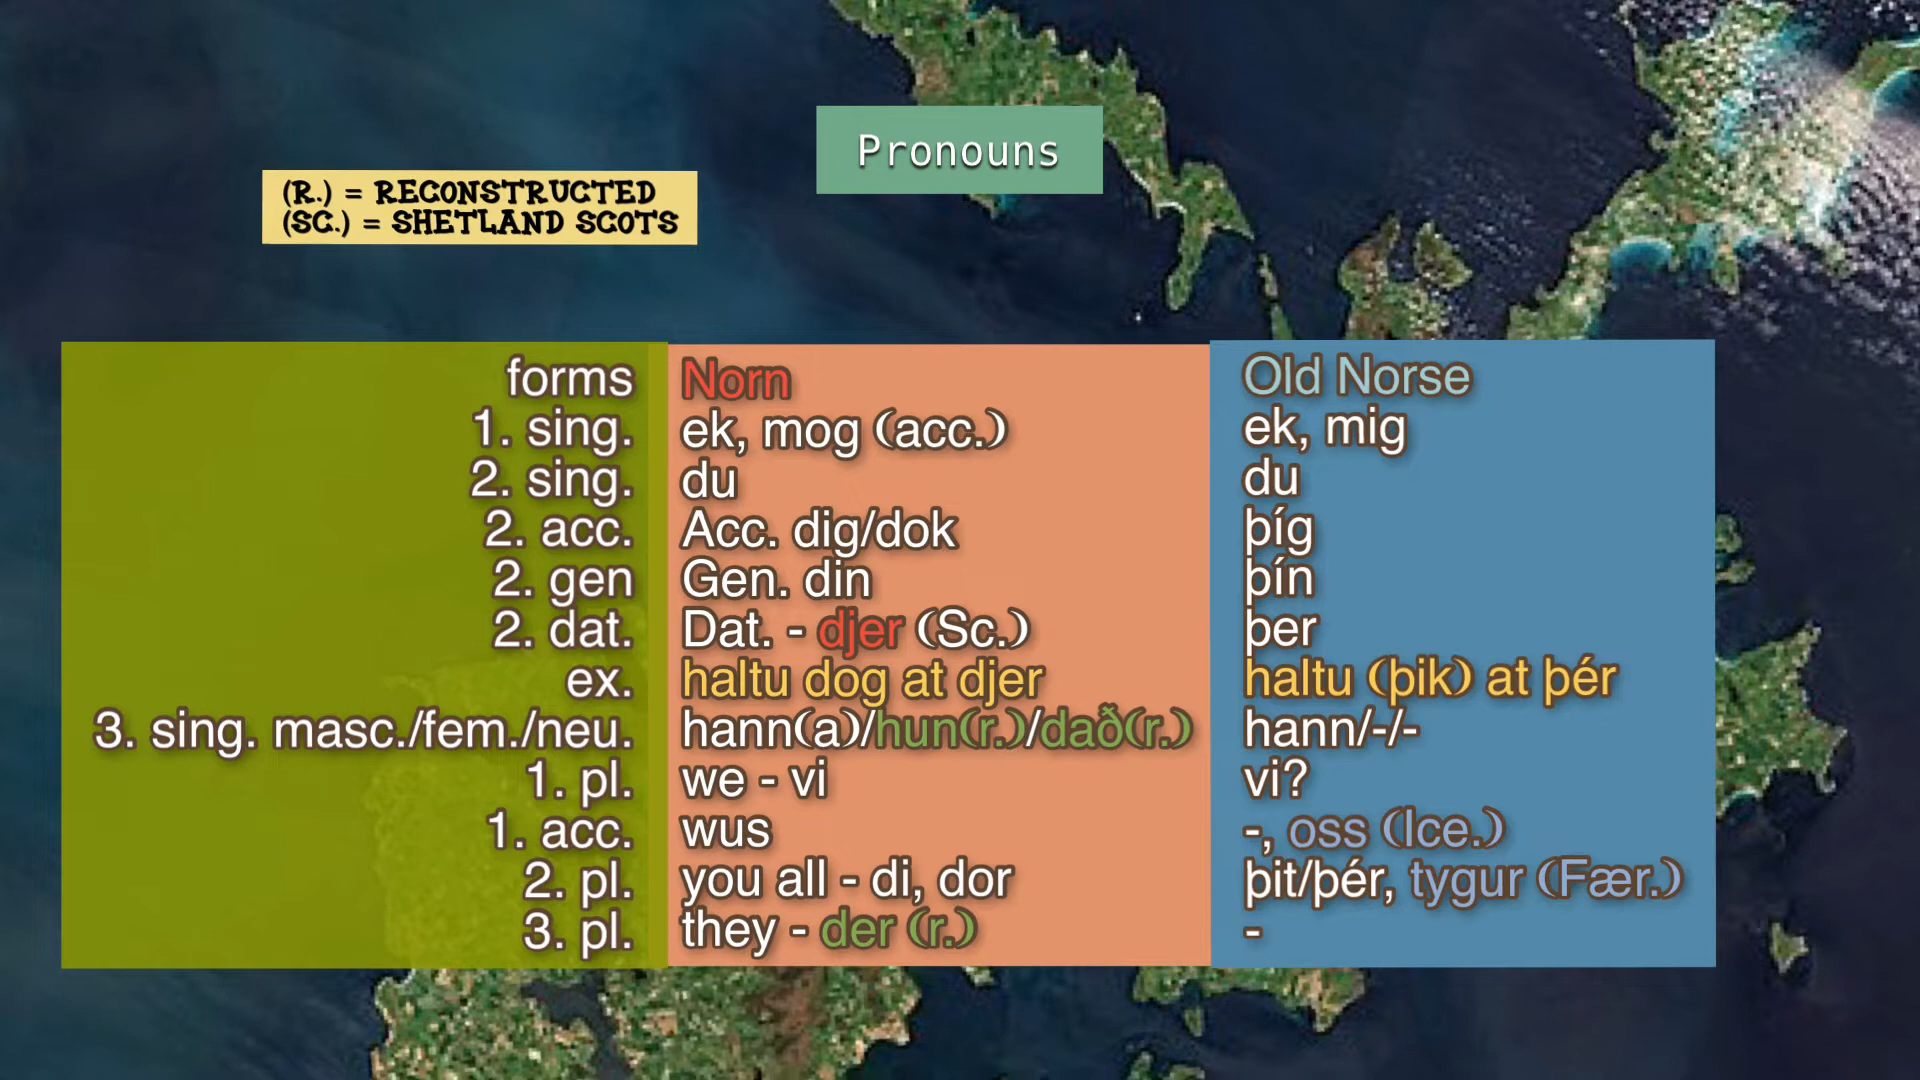 Pronouns
(R.) = RECONSTRUCTED
(SC.) = SHETLAND SCOTS
forms Norn Old Norse
1. sing. ek, mog (acc.) ek, mig
2. sing. du du
2. acc. Acc. dig/dok þíg
2. gen Gen. din þín
2. dat. Dat. - djer (Sc.) þer
ex. haltu dog at djer haltu (þik) at þér
3. sing. masc./fem./neu. hann(a)/hun(r.)/dað(r.) hann/-/-
1. pl. we - vi vi?
1. acc. wus -, oss (Ice.)
2. pl. you all - di, dor þit/þér, tygur (Fær.)
3. pl. they - der (r.) -